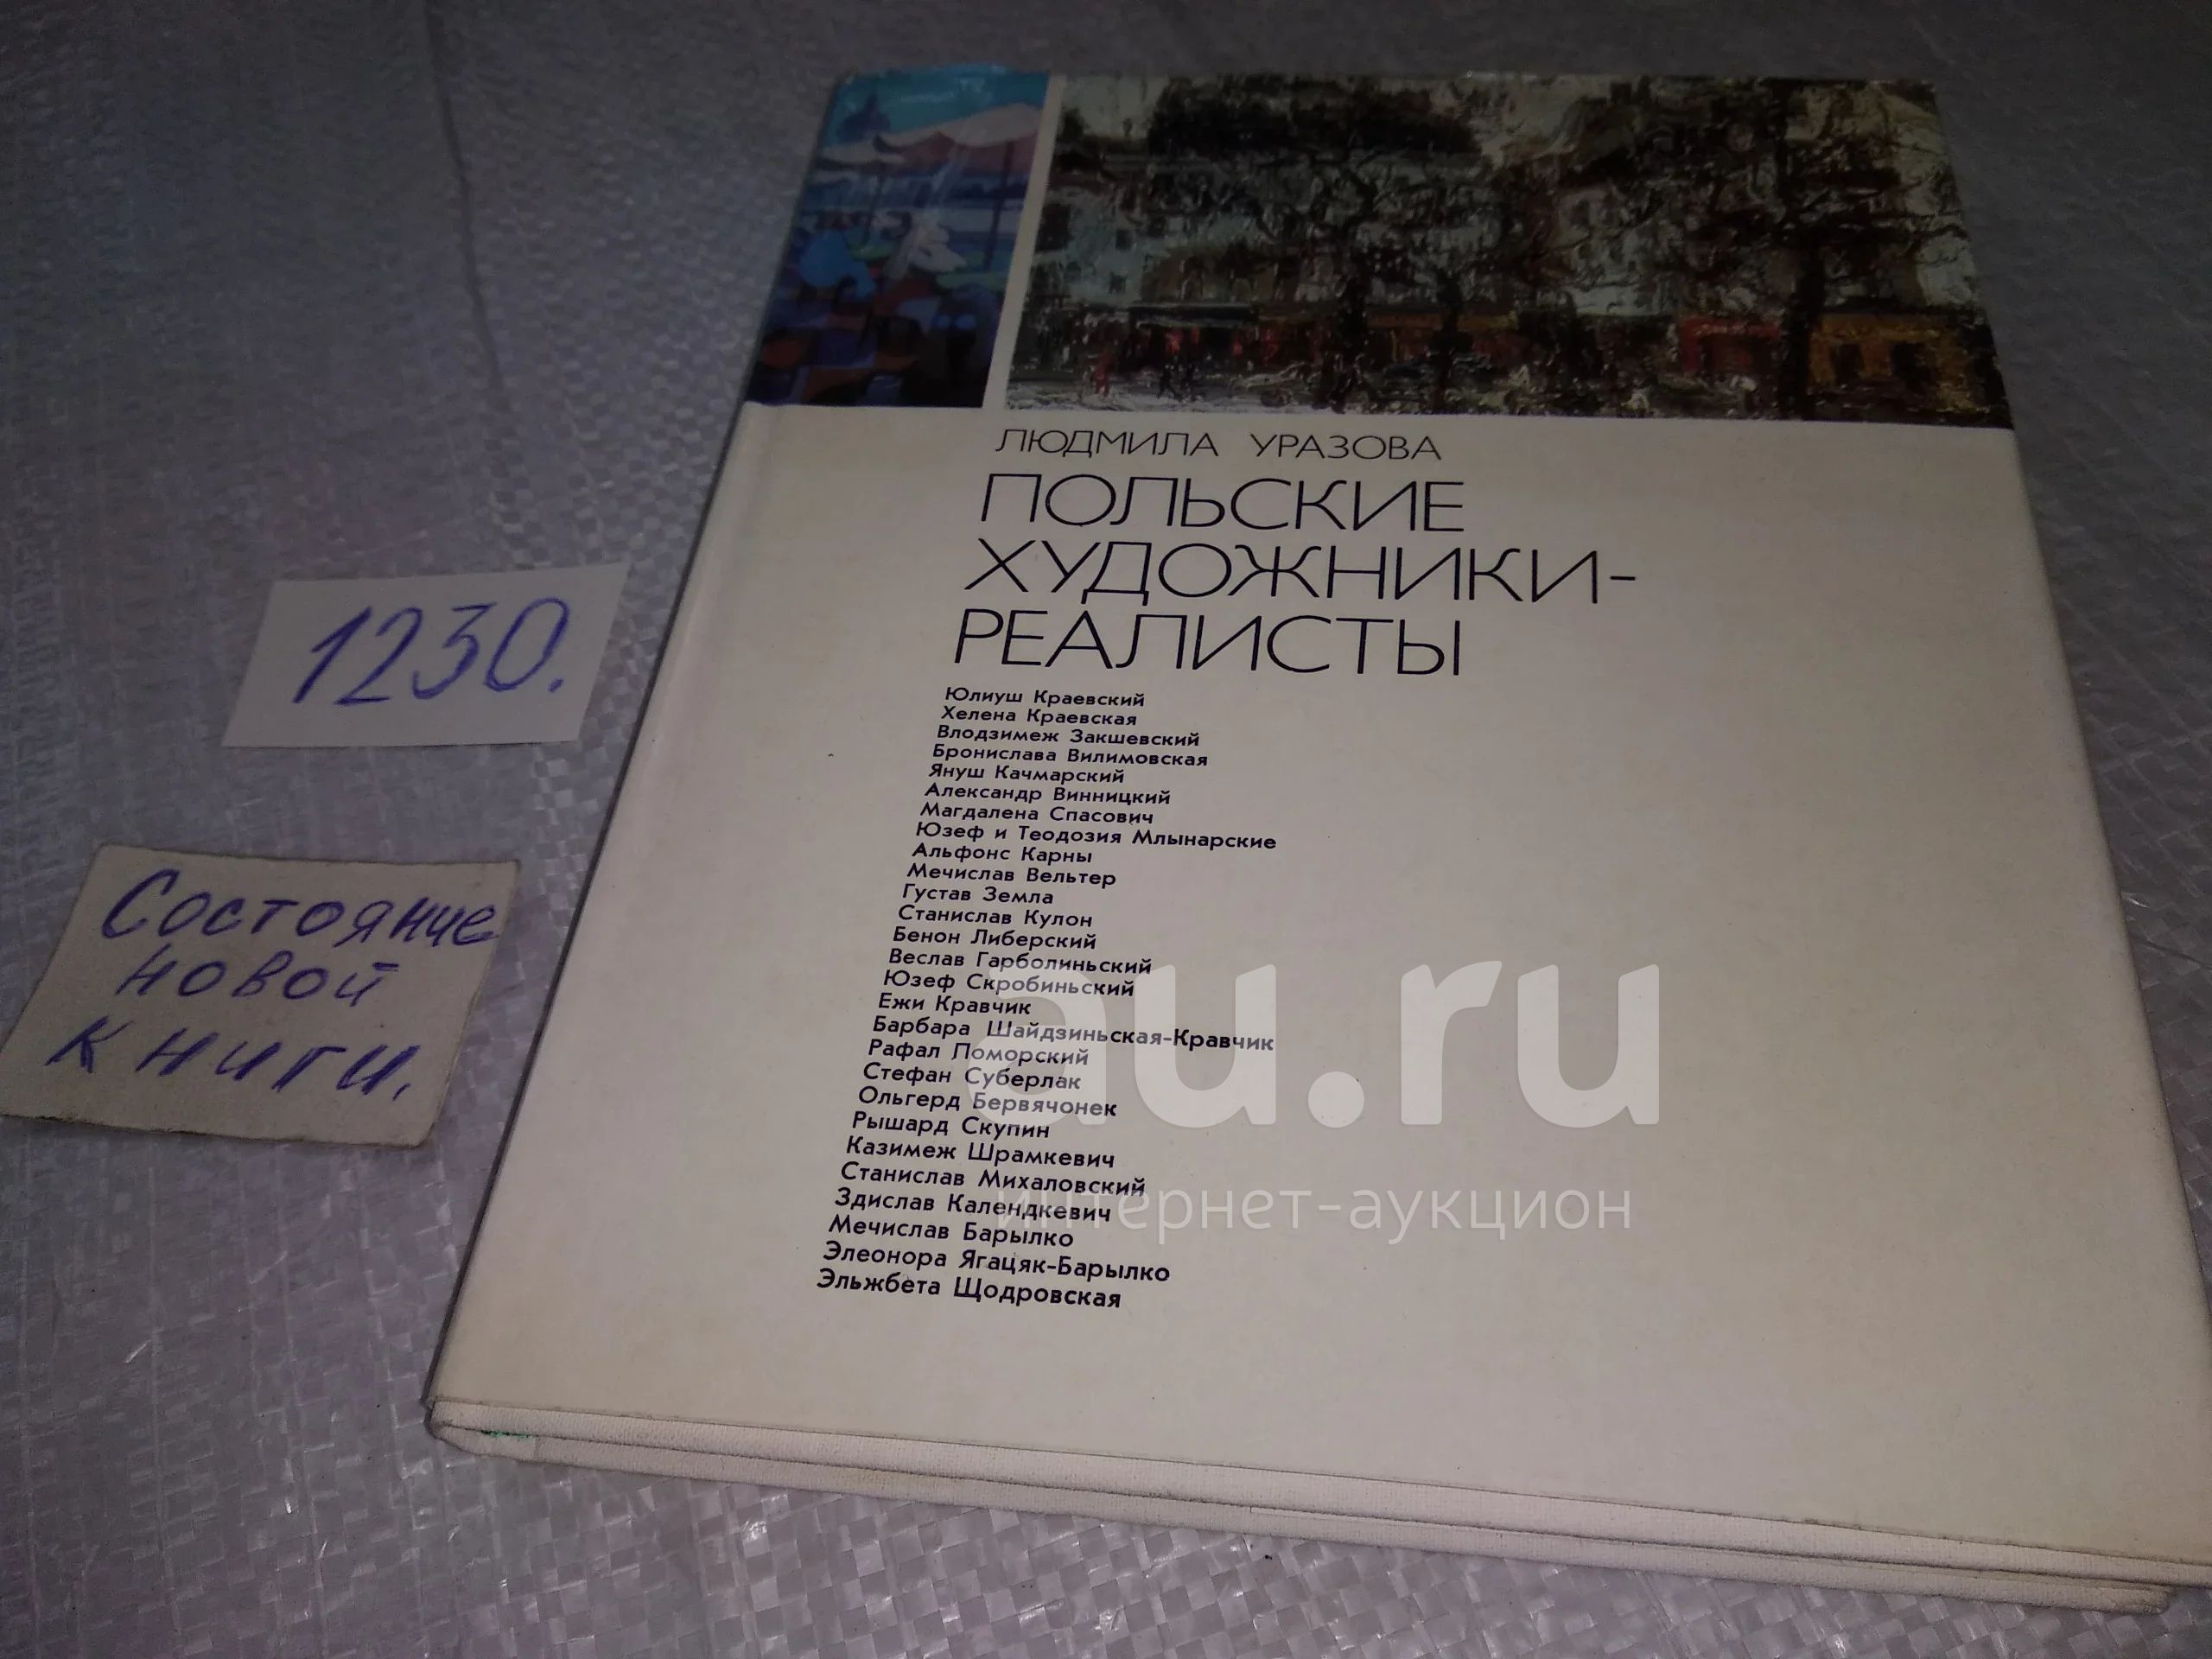 ЛЮДМИЛА УРАЗОВА
ПОЛЬСКИЕ
ХУДОЖНИКИ-
РЕАЛИСТЫ
Юлиуш Краевский
Хелена Краевская
Влодзимеж Закшевский
Бронислава Вилимовская
Януш Качмарский
Александр Винницкий
Магдалена Спасович
Юзеф и Теодозия Млынарские
Альфонс Карны
Мечислав Вельтер
Густав Земла
Станислав Кулон
Бенон Либерский
Веслав Гарболиньский
Юзеф Скробиньский
Ежи Кравчик
Барбара Шайдзиньская-Кравчик
Рафал Поморский
Стефан Суберлак
Ольгерд Бервячонек
Рышард Скупин
Казимеж Шрамкевич
Станислав Михаловский
Здислав Календкевич
Мечислав Барылко
Элеонора Ягацяк-Барылко
Эльжбета Щодровская
1230.
Состояние
новой
книги.
au.ru
интернет-аукцион